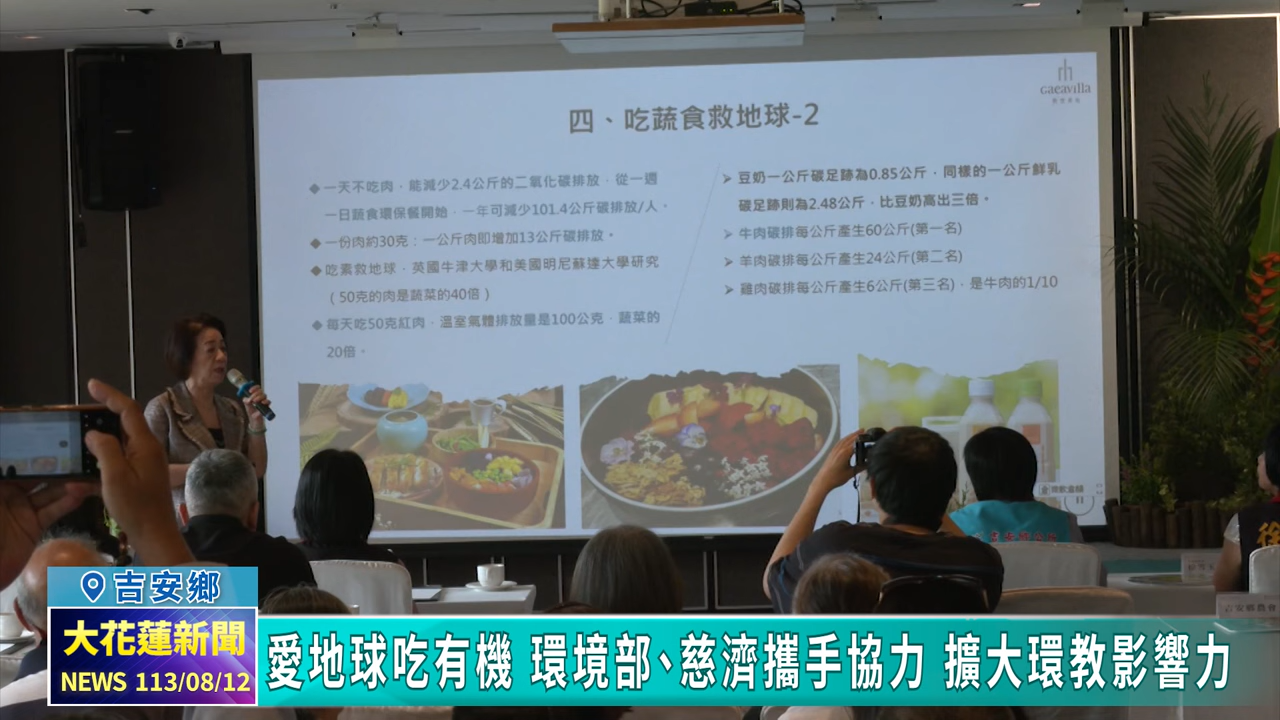 Gaeavilla
四、吃蔬食救地球-2
◆一天不吃肉，能減少2.4公斤的二氧化碳排放，從一週
一日蔬食環保餐開始，一年可減少101.4公斤碳排放/人。
◆一份肉約30克；一公斤肉即增加13公斤碳排放。
◆吃素救地球，英國牛津大學和美國明尼蘇達大學研究
（50克的肉是蔬菜的40倍）
◆每天吃50克紅肉，溫室氣體排放量是100公克，蔬菜的
20倍。
➢豆奶一公斤碳足跡為0.85公斤，同樣的一公斤鮮乳
碳足跡則為2.48公斤，比豆奶高出三倍。
➢牛肉碳排每公斤產生60公斤(第一名)
➢羊肉碳排每公斤產生24公斤(第二名)
➢雞肉碳排每公斤產生6公斤(第三名)，是牛肉的1/10
吉安鄉
大花蓮新聞
NEWS 113/08/12
愛地球吃有機 環境部、慈濟攜手協力 擴大環教影響力